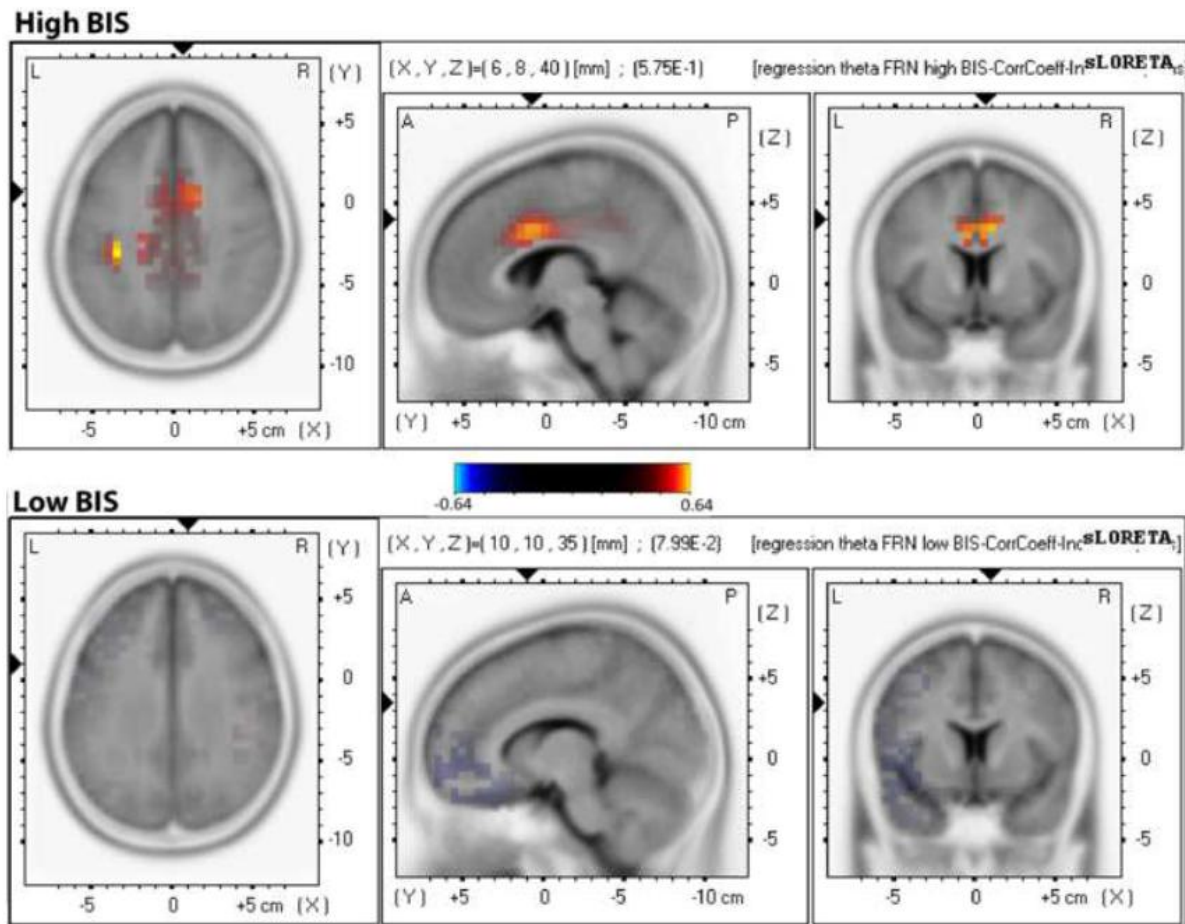 High BIS
L R (Y)
+5
0
-5
-10
-5 0 +5 cm (X)
(X,Y,Z)=(6,8,40)[mm] ; (5.75E-1) [regression theta FRN high BIS-CorrCoeff-In sLORETA
A P (Z)
+5
0
-5
(Y) +5 0 -5 -10 cm
L R (Z)
+5
0
-5
-5 0 +5 cm (X)
-0.64 0.64
Low BIS
L R (Y)
+5
0
-5
-10
-5 0 +5 cm (X)
(X,Y,Z)=(10,10,35)[mm] ; (7.99E-2) [regression theta FRN low BIS-CorrCoeff-Inc sLORETA
A P (Z)
+5
0
-5
(Y) +5 0 -5 -10 cm
L R (Z)
+5
0
-5
-5 0 +5 cm (X)